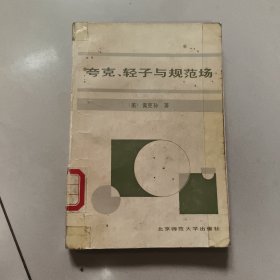 夸克、轻子与规范场
〔美〕 黄克孙 著
北京师范大学出版社